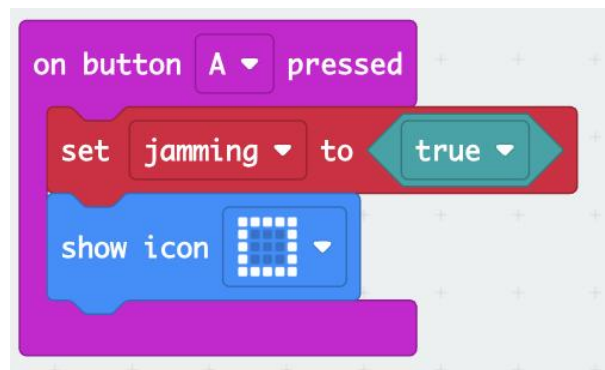 on button A pressed
set jamming to true
show icon